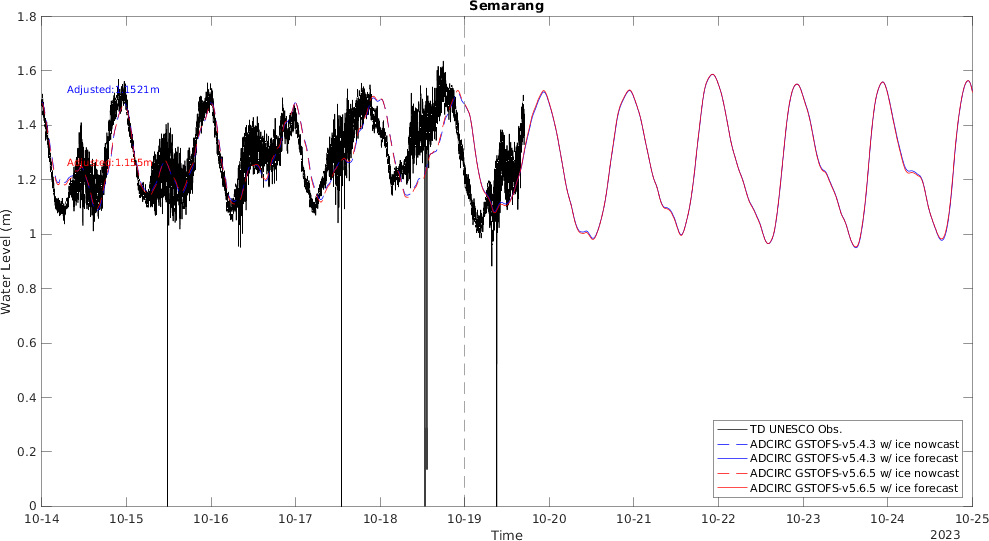 Semarang
1.8
1.6
1.4
1.2
1
0.8
0.6
0.4
0.2
0
Water Level (m)
Adjusted:1.1521m
Adjusted:1.155m
TD UNESCO Obs.
ADCIRC GSTOFS-v5.4.3 w/ ice nowcast
ADCIRC GSTOFS-v5.4.3 w/ ice forecast
ADCIRC GSTOFS-v5.6.5 w/ ice nowcast
ADCIRC GSTOFS-v5.6.5 w/ ice forecast
10-14 10-15 10-16 10-17 10-18 10-19 10-20 10-21 10-22 10-23 10-24 10-25
Time
2023